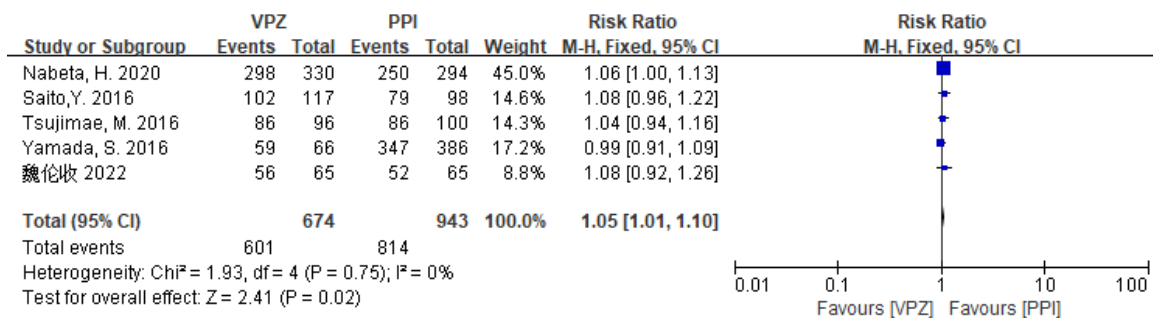 VPZ PPI Risk Ratio Risk Ratio
Study or Subgroup Events Total Events Total Weight M-H, Fixed, 95% CI M-H, Fixed, 95% CI
Nabeta, H. 2020 298 330 250 294 45.0% 1.06 [1.00, 1.13]
Saito,Y. 2016 102 117 79 98 14.6% 1.08 [0.96, 1.22]
Tsujimae, M. 2016 86 96 86 100 14.3% 1.04 [0.94, 1.16]
Yamada, S. 2016 59 66 347 386 17.2% 0.99 [0.91, 1.09]
魏伦收 2022 56 65 52 65 8.8% 1.08 [0.92, 1.26]
Total (95% CI) 674 943 100.0% 1.05 [1.01, 1.10]
Total events 601 814
Heterogeneity: Chi² = 1.93, df = 4 (P = 0.75); I² = 0%
Test for overall effect: Z = 2.41 (P = 0.02)
0.01 0.1 1 10 100
Favours [VPZ] Favours [PPI]